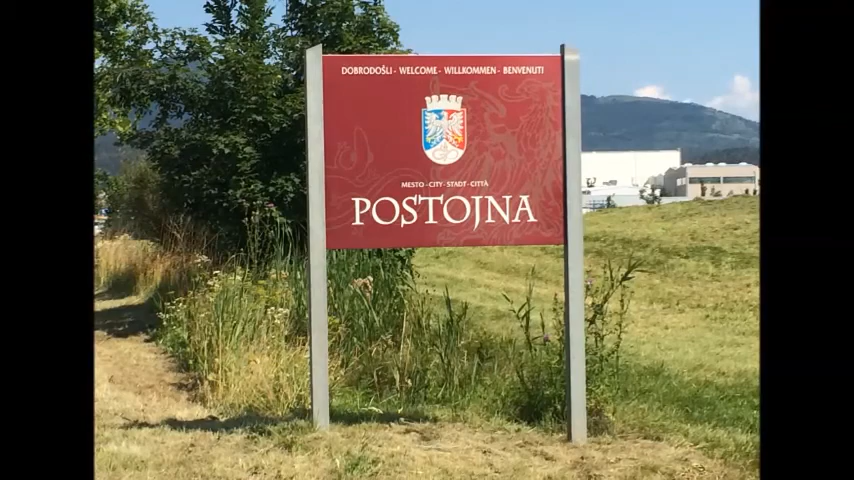 DOBRODOŠLI - WELCOME - WILLKOMMEN - BENVENUTI
MESTO - CITY - STADT - CITTÀ
POSTOJNA